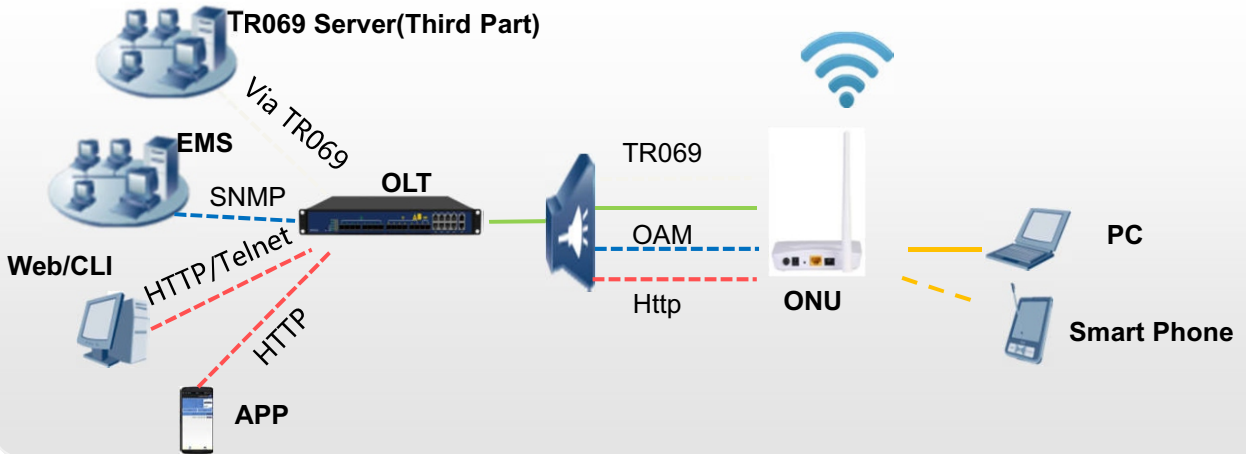 TR069 Server(Third Part)
Via TR069
EMS
SNMP
OLT
TR069
OAM
Http
ONU
PC
Smart Phone
Web/CLI
HTTP/Telnet
HTTP
APP